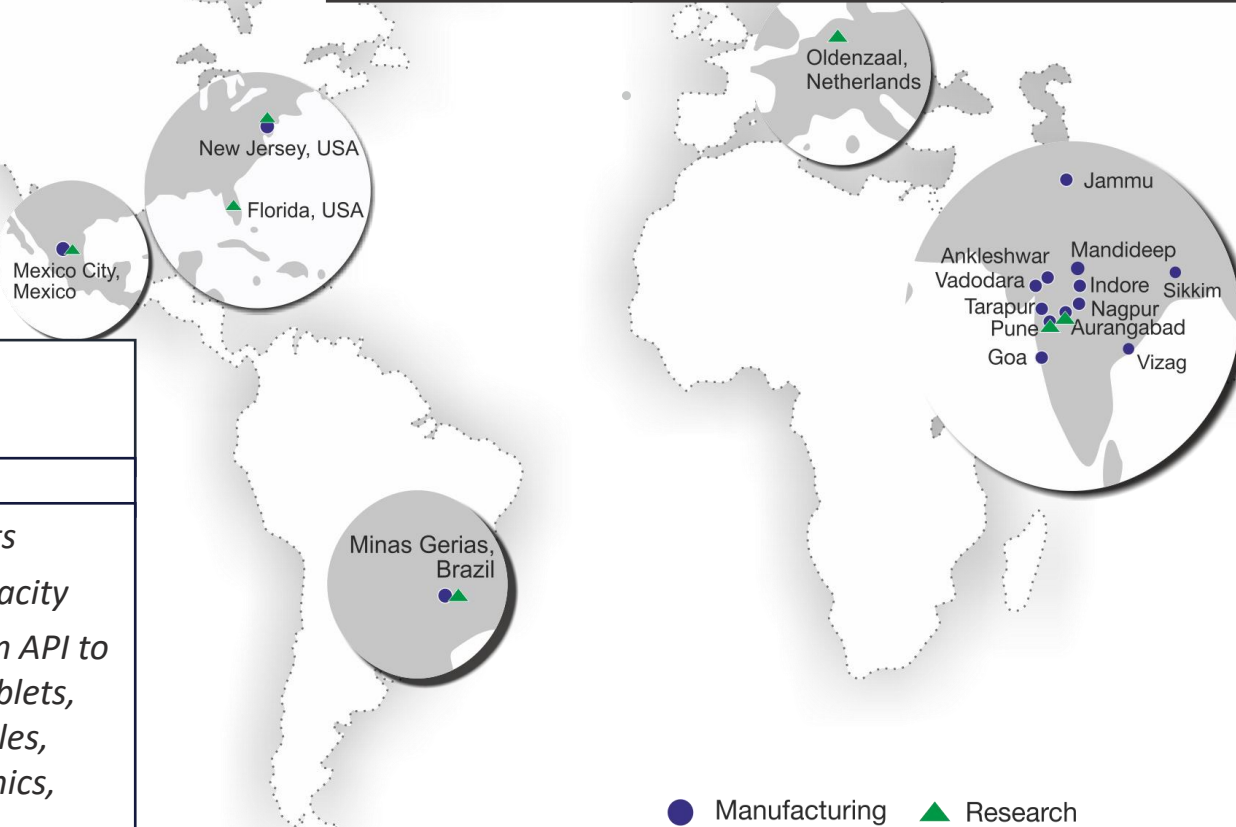 Oldenzaal,
Netherlands
New Jersey, USA
Florida, USA
Mexico City,
Mexico
Jammu
Ankleshwar
Mandideep
Vadodara
Indore
Sikkim
Tarapur
Nagpur
Pune
Aurangabad
Goa
Vizag
Minas Gerias,
Brazil
acity
API to
blets,
les,
Manufacturing
Research